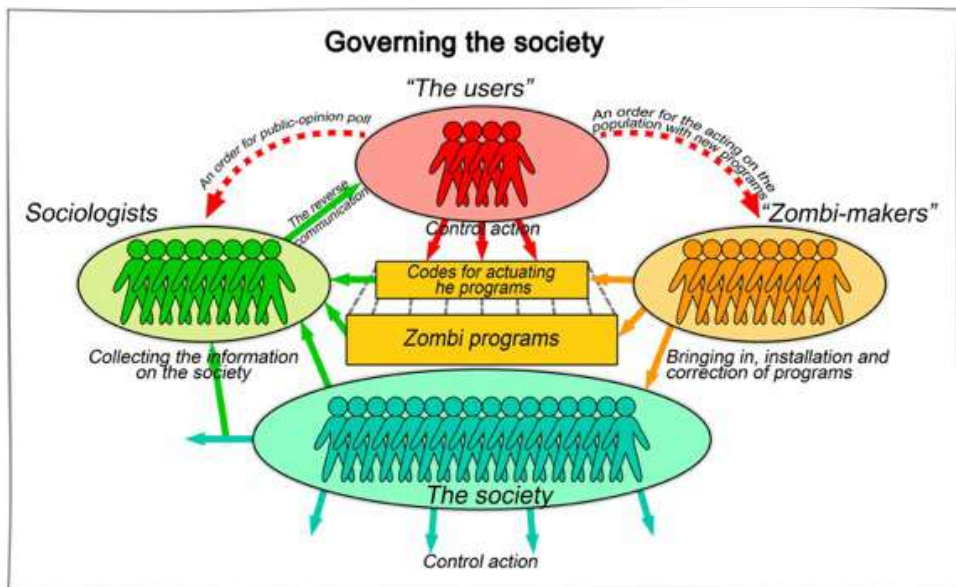 Governing the society
“The users”
An order for public-opinion poll
An order for the acting on the
population with new programs
Sociologists
The reverse
communication
“Zombi-makers”
Control action
Codes for actuating
he programs
Zombi programs
Collecting the information
on the society
Bringing in, installation and
correction of programs
The society
Control action